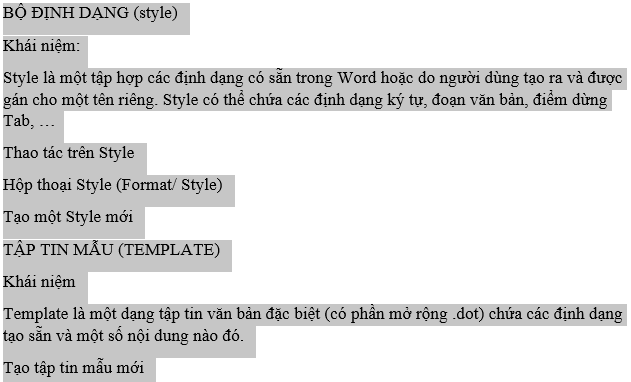 BỘ ĐỊNH DẠNG (style)
Khái niệm:
Style là một tập hợp các định dạng có sẵn trong Word hoặc do người dùng tạo ra và được
gán cho một tên riêng. Style có thể chứa các định dạng ký tự, đoạn văn bản, điểm dừng
Tab, …
Thao tác trên Style
Hộp thoại Style (Format/ Style)
Tạo một Style mới
TẬP TIN MẪU (TEMPLATE)
Khái niệm
Template là một dạng tập tin văn bản đặc biệt (có phần mở rộng .dot) chứa các định dạng
tạo sẵn và một số nội dung nào đó.
Tạo tập tin mẫu mới